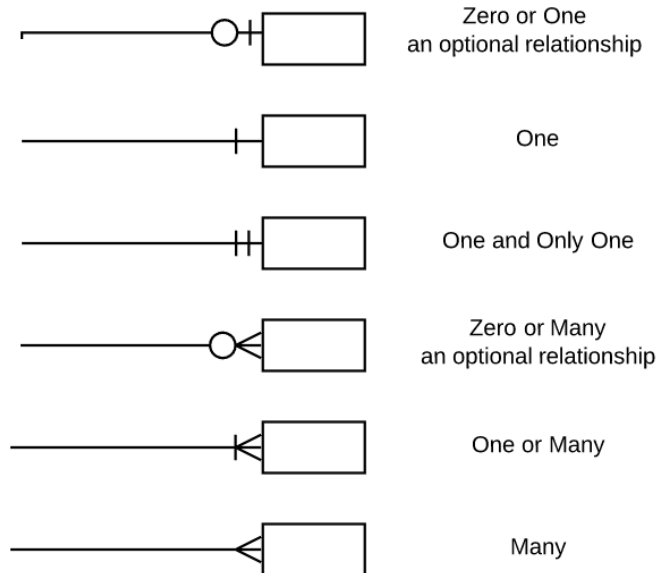 Zero or One
an optional relationship
One
One and Only One
Zero or Many
an optional relationship
One or Many
Many